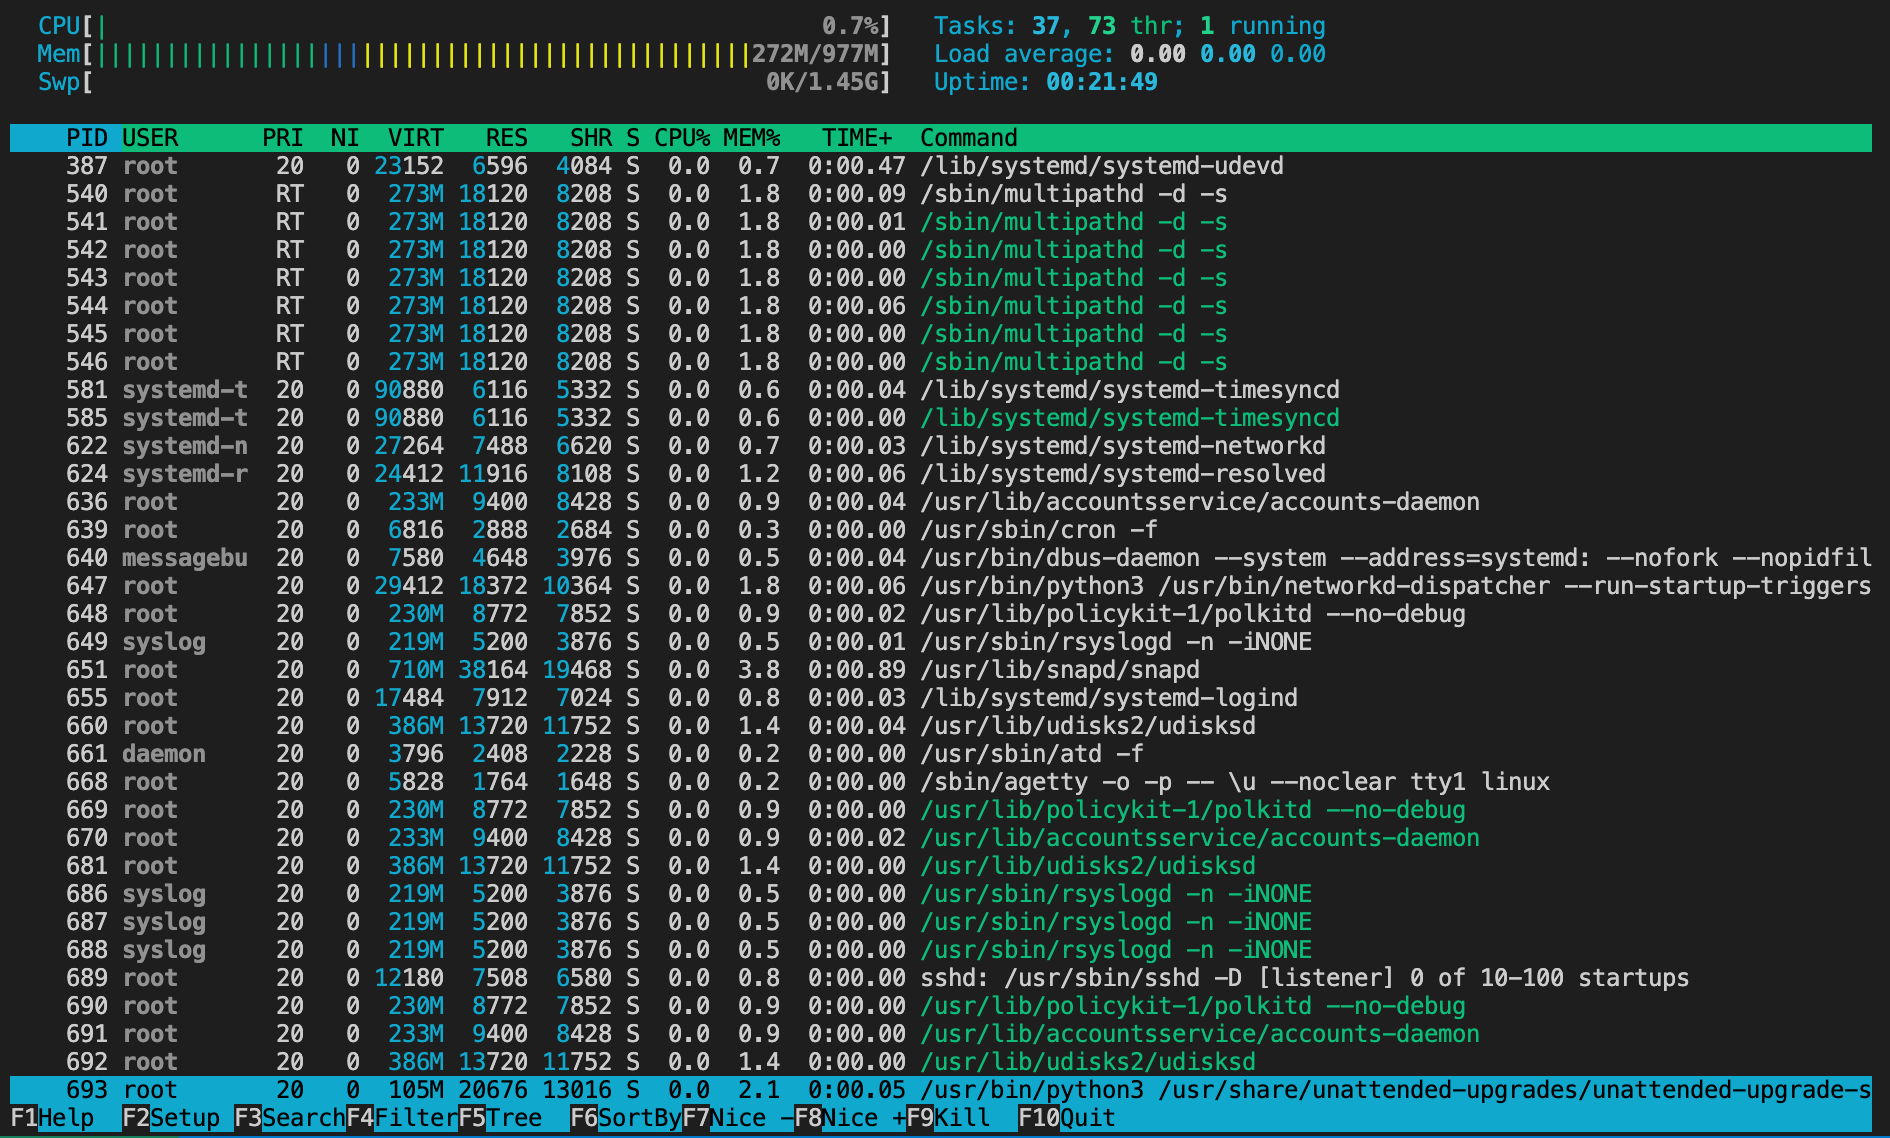 CPU[| 0.7%] Tasks: 37, 73 thr; 1 running
Mem[|||||||||||||||||||||||||||||||||||||||||||||||272M/977M] Load average: 0.00 0.00 0.00
Swp[ 0K/1.45G] Uptime: 00:21:49
PID USER PRI NI VIRT RES SHR S CPU% MEM% TIME+ Command
387 root 20 0 23152 6596 4084 S 0.0 0.7 0:00.47 /lib/systemd/systemd-udevd
540 root RT 0 273M 18120 8208 S 0.0 1.8 0:00.09 /sbin/multipathd -d -s
541 root RT 0 273M 18120 8208 S 0.0 1.8 0:00.01 /sbin/multipathd -d -s
542 root RT 0 273M 18120 8208 S 0.0 1.8 0:00.00 /sbin/multipathd -d -s
543 root RT 0 273M 18120 8208 S 0.0 1.8 0:00.00 /sbin/multipathd -d -s
544 root RT 0 273M 18120 8208 S 0.0 1.8 0:00.06 /sbin/multipathd -d -s
545 root RT 0 273M 18120 8208 S 0.0 1.8 0:00.00 /sbin/multipathd -d -s
546 root RT 0 273M 18120 8208 S 0.0 1.8 0:00.00 /sbin/multipathd -d -s
581 systemd-t 20 0 90880 6116 5332 S 0.0 0.6 0:00.04 /lib/systemd/systemd-timesyncd
585 systemd-t 20 0 90880 6116 5332 S 0.0 0.6 0:00.00 /lib/systemd/systemd-timesyncd
622 systemd-n 20 0 27264 7488 6620 S 0.0 0.7 0:00.03 /lib/systemd/systemd-networkd
624 systemd-r 20 0 24412 11916 8108 S 0.0 1.2 0:00.06 /lib/systemd/systemd-resolved
636 root 20 0 233M 9400 8428 S 0.0 0.9 0:00.04 /usr/lib/accountsservice/accounts-daemon
639 root 20 0 6816 2888 2684 S 0.0 0.3 0:00.00 /usr/sbin/cron -f
640 messagebu 20 0 7580 4648 3976 S 0.0 0.5 0:00.04 /usr/bin/dbus-daemon --system --address=systemd: --nofork --nopidfil
647 root 20 0 29412 18372 10364 S 0.0 1.8 0:00.06 /usr/bin/python3 /usr/bin/networkd-dispatcher --run-startup-triggers
648 root 20 0 230M 8772 7852 S 0.0 0.9 0:00.02 /usr/lib/policykit-1/polkitd --no-debug
649 syslog 20 0 219M 5200 3876 S 0.0 0.5 0:00.01 /usr/sbin/rsyslogd -n -iNONE
651 root 20 0 710M 38164 19468 S 0.0 3.8 0:00.89 /usr/lib/snapd/snapd
655 root 20 0 17484 7912 7024 S 0.0 0.8 0:00.03 /lib/systemd/systemd-logind
660 root 20 0 386M 13720 11752 S 0.0 1.4 0:00.04 /usr/lib/udisks2/udisksd
661 daemon 20 0 3796 2408 2228 S 0.0 0.2 0:00.00 /usr/sbin/atd -f
668 root 20 0 5828 1764 1648 S 0.0 0.2 0:00.00 /sbin/agetty -o -p -- \u --noclear tty1 linux
669 root 20 0 230M 8772 7852 S 0.0 0.9 0:00.00 /usr/lib/policykit-1/polkitd --no-debug
670 root 20 0 233M 9400 8428 S 0.0 0.9 0:00.02 /usr/lib/accountsservice/accounts-daemon
681 root 20 0 386M 13720 11752 S 0.0 1.4 0:00.00 /usr/lib/udisks2/udisksd
686 syslog 20 0 219M 5200 3876 S 0.0 0.5 0:00.00 /usr/sbin/rsyslogd -n -iNONE
687 syslog 20 0 219M 5200 3876 S 0.0 0.5 0:00.00 /usr/sbin/rsyslogd -n -iNONE
688 syslog 20 0 219M 5200 3876 S 0.0 0.5 0:00.00 /usr/sbin/rsyslogd -n -iNONE
689 root 20 0 12180 7508 6580 S 0.0 0.8 0:00.00 sshd: /usr/sbin/sshd -D [listener] 0 of 10-100 startups
690 root 20 0 230M 8772 7852 S 0.0 0.9 0:00.00 /usr/lib/policykit-1/polkitd --no-debug
691 root 20 0 233M 9400 8428 S 0.0 0.9 0:00.00 /usr/lib/accountsservice/accounts-daemon
692 root 20 0 386M 13720 11752 S 0.0 1.4 0:00.00 /usr/lib/udisks2/udisksd
693 root 20 0 105M 20676 13016 S 0.0 2.1 0:00.05 /usr/bin/python3 /usr/share/unattended-upgrades/unattended-upgrade-s
F1Help F2Setup F3SearchF4FilterF5Tree F6SortByF7Nice -F8Nice +F9Kill F10Quit